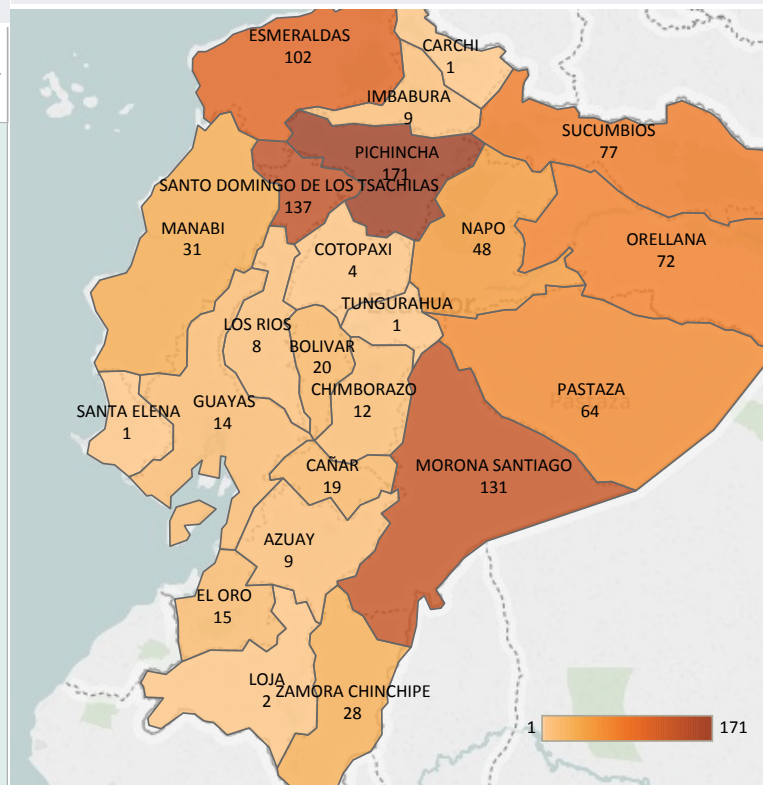 ESMERALDAS
102
CARCHI
1
IMBABURA
9
SUCUMBIOS
77
PICHINCHA
171
SANTO DOMINGO DE LOS TSACHILAS
137
MANABI
31
NAPO
48
ORELLANA
72
COTOPAXI
4
TUNGURAHUA
1
Ecuador
LOS RIOS
8
BOLIVAR
20
CHIMBORAZO
12
PASTAZA
64
Pastaza
SANTA ELENA
1
GUAYAS
14
CAÑAR
19
MORONA SANTIAGO
131
AZUAY
9
EL ORO
15
LOJA
2
ZAMORA CHINCHIPE
28
1 171